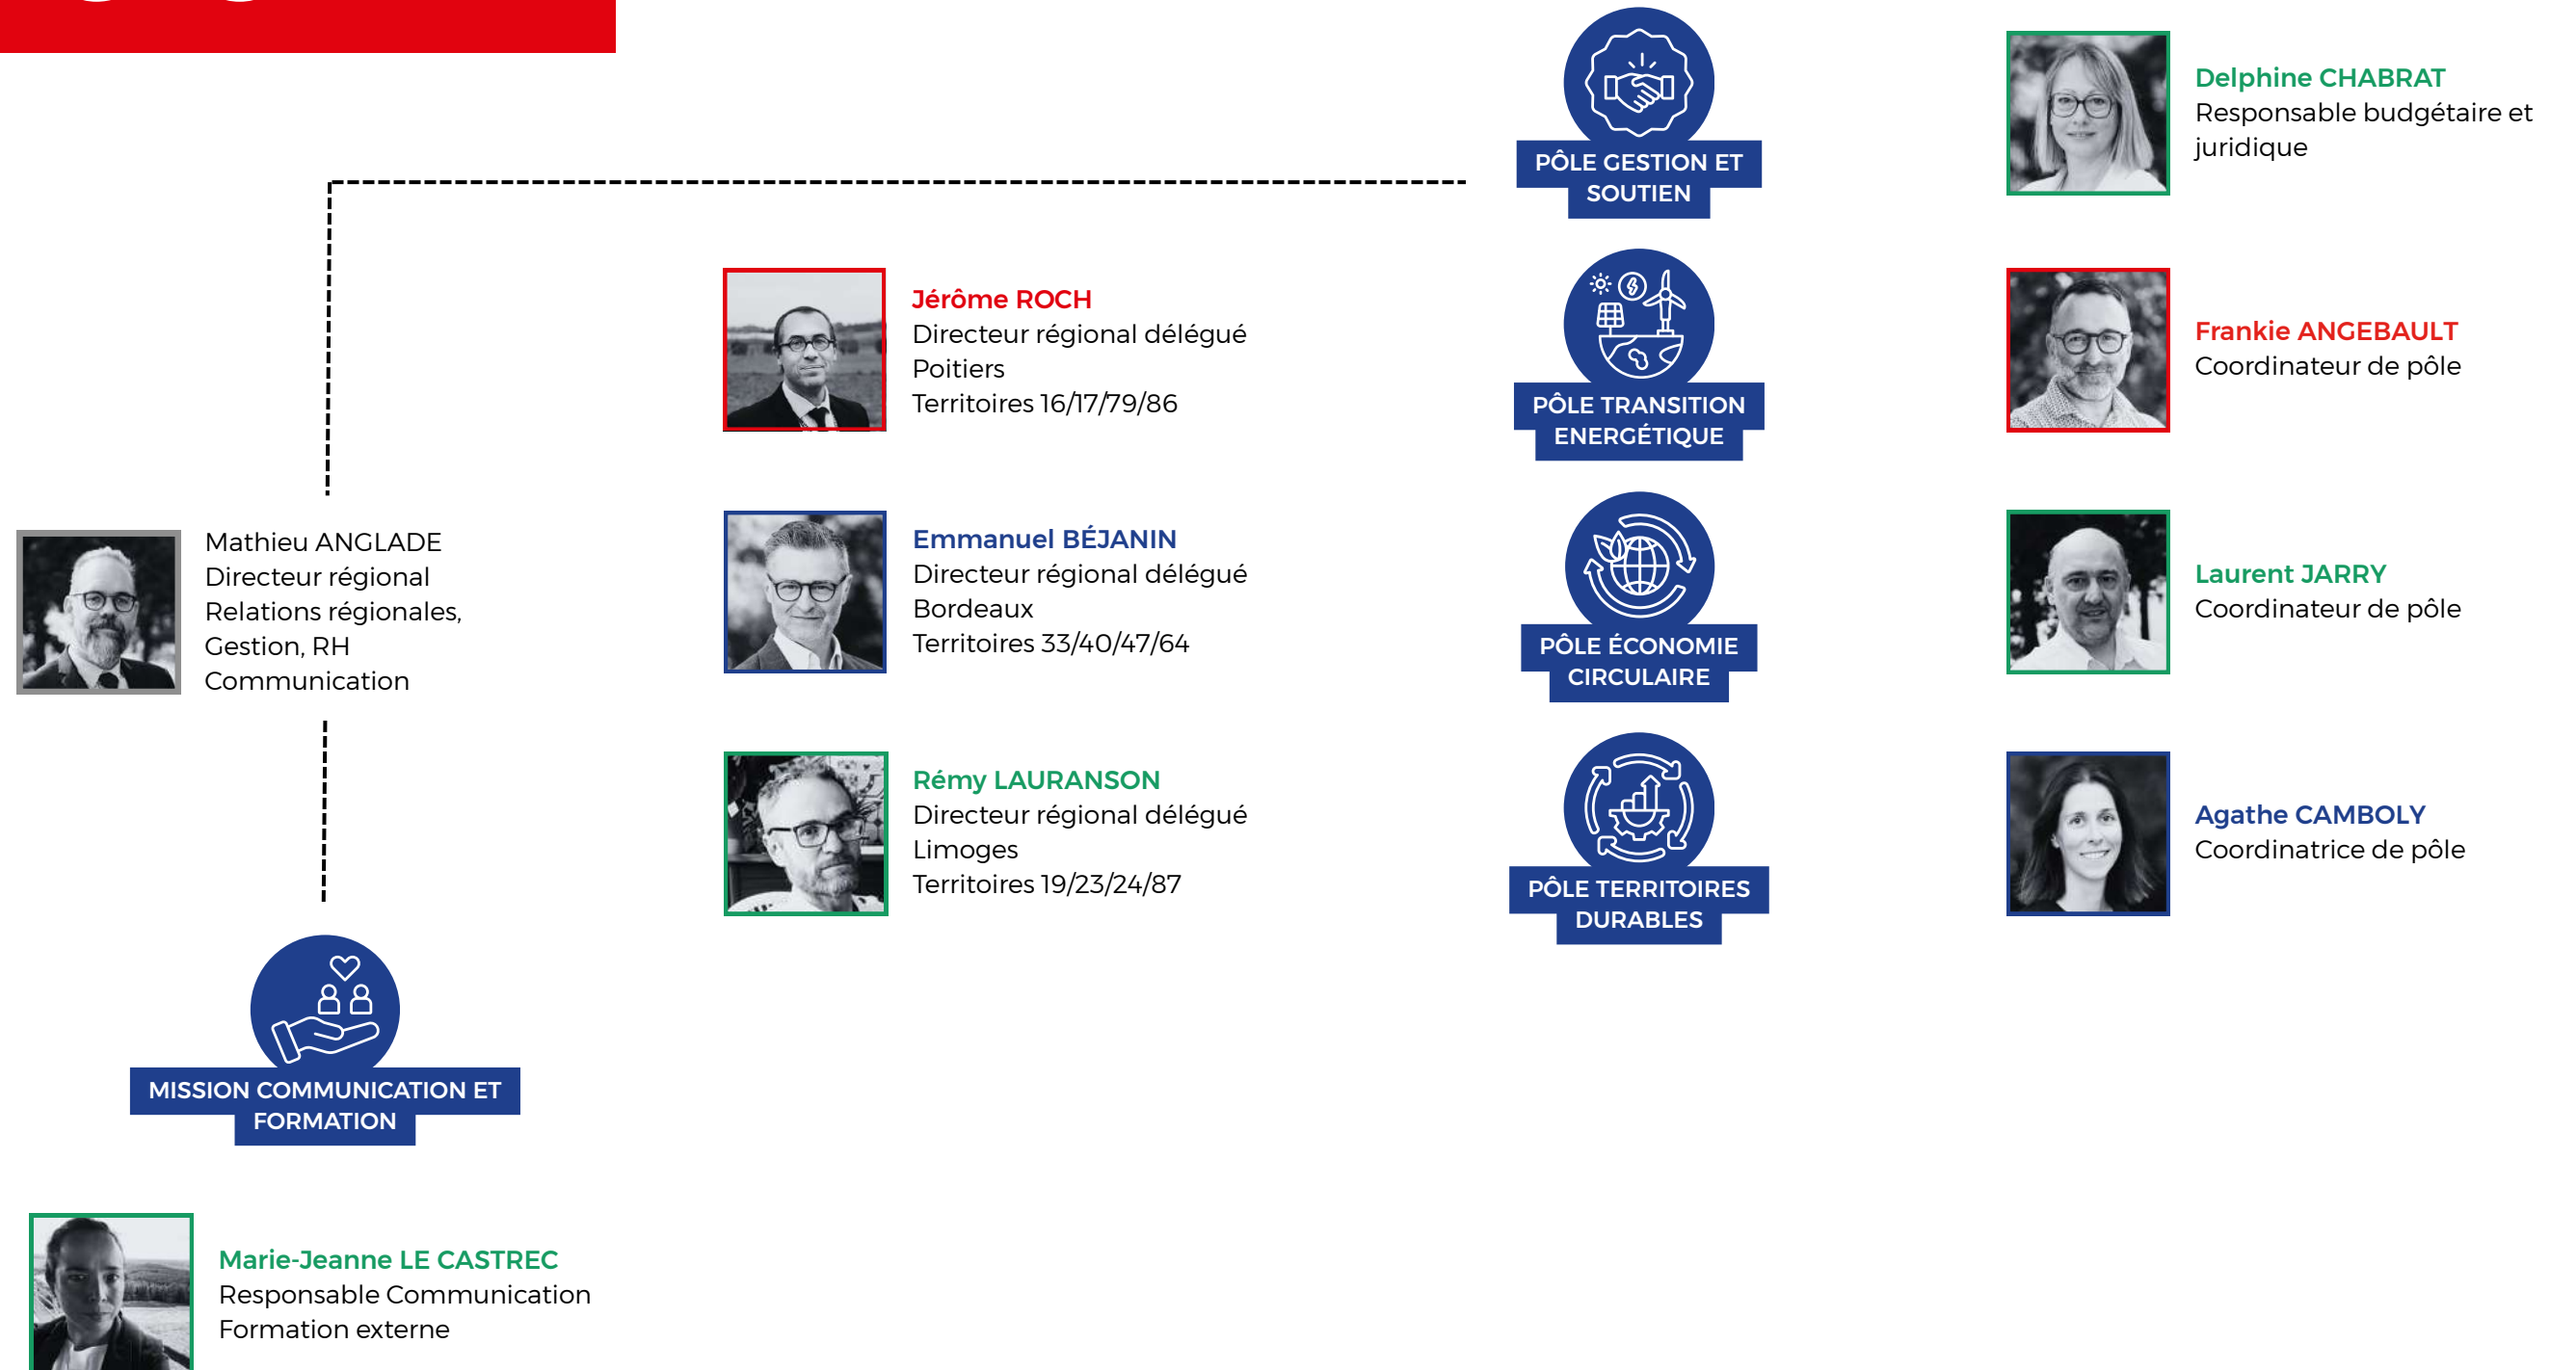 PÔLE GESTION ET
SOUTIEN
Delphine CHABRAT
Responsable budgétaire et
juridique
Jérôme ROCH
Directeur régional délégué
Poitiers
Territoires 16/17/79/86
PÔLE TRANSITION
ENERGÉTIQUE
Frankie ANGEBAULT
Coordinateur de pôle
Mathieu ANGLADE
Directeur régional
Relations régionales,
Gestion, RH
Communication
Emmanuel BÉJANIN
Directeur régional délégué
Bordeaux
Territoires 33/40/47/64
PÔLE ÉCONOMIE
CIRCULAIRE
Laurent JARRY
Coordinateur de pôle
Rémy LAURANSON
Directeur régional délégué
Limoges
Territoires 19/23/24/87
PÔLE TERRITOIRES
DURABLES
Agathe CAMBOLY
Coordinatrice de pôle
MISSION COMMUNICATION ET
FORMATION
Marie-Jeanne LE CASTREC
Responsable Communication
Formation externe